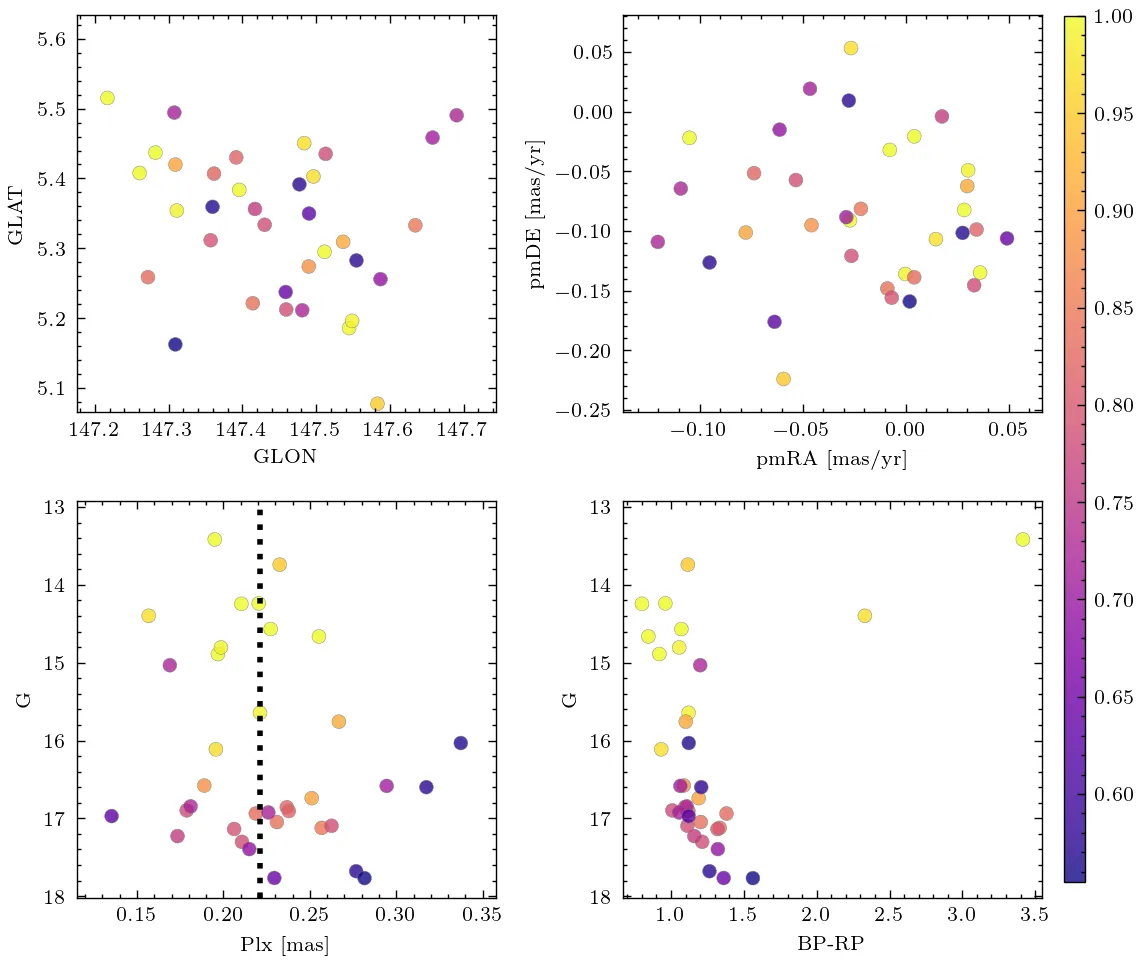 5.6
5.5
5.4
5.3
5.2
5.1
GLAT
147.2 147.3 147.4 147.5 147.6 147.7
GLON
0.05
0.00
−0.05
−0.10
−0.15
−0.20
−0.25
pmDE [mas/yr]
−0.10 −0.05 0.00 0.05
pmRA [mas/yr]
13
14
15
16
17
18
G
0.15 0.20 0.25 0.30 0.35
Plx [mas]
13
14
15
16
17
18
G
1.0 1.5 2.0 2.5 3.0 3.5
BP-RP
1.00
0.95
0.90
0.85
0.80
0.75
0.70
0.65
0.60